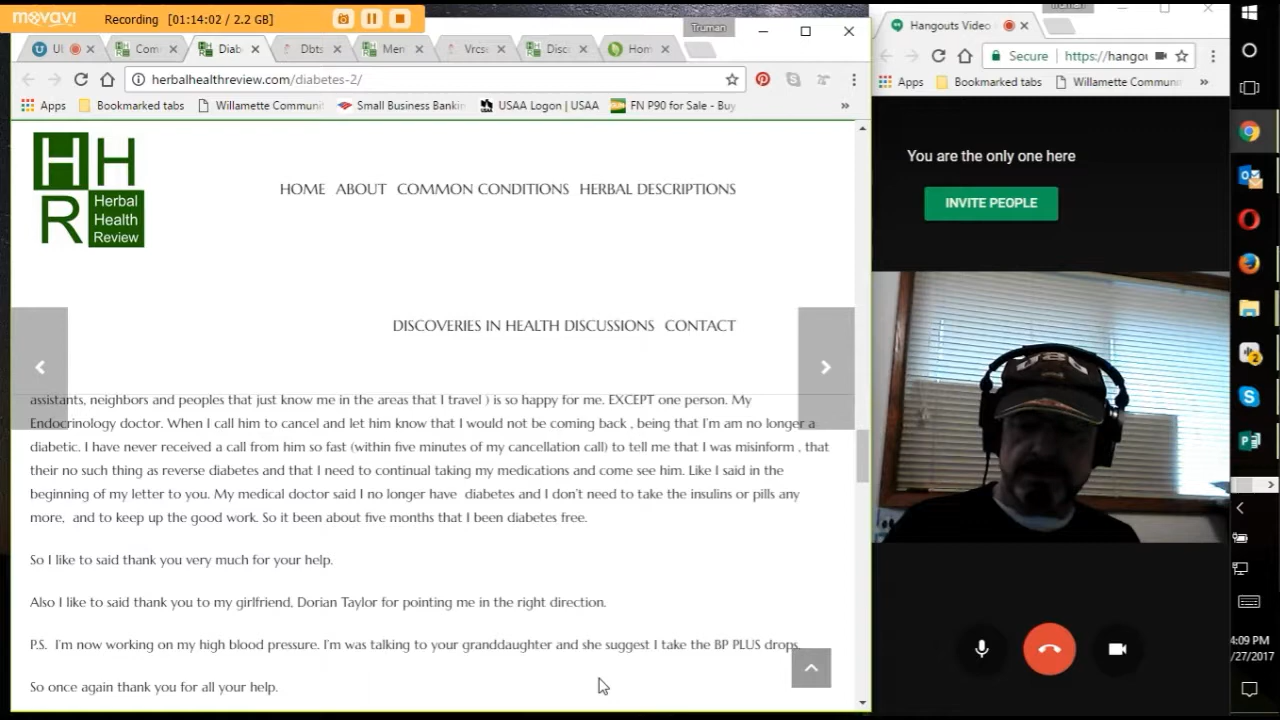 movavi Recording [ 01:14:02 / 2.2 GB ]
Truman
Truman
herbalhealthreview.com/diabetes-2/
Apps Bookmarked tabs Willamette Communi Small Business Bankin USAA Logon | USAA FN P90 for Sale - Buy »
HHR Herbal Health Review
HOME ABOUT COMMON CONDITIONS HERBAL DESCRIPTIONS
DISCOVERIES IN HEALTH DISCUSSIONS CONTACT
assistants, neighbors and peoples that just know me in the areas that I travel ) is so happy for me. EXCEPT one person. My
Endocrinology doctor. When I call him to cancel and let him know that I would not be coming back , being that I'm am no longer a
diabetic. I have never received a call from him so fast (within five minutes of my cancellation call) to tell me that I was misinform , that
their no such thing as reverse diabetes and that I need to continual taking my medications and come see him. Like I said in the
beginning of my letter to you. My medical doctor said I no longer have diabetes and I don't need to take the insulins or pills any
more, and to keep up the good work. So it been about five months that I been diabetes free.
So I like to said thank you very much for your help.
Also I like to said thank you to my girlfriend, Dorian Taylor for pointing me in the right direction.
P.S. I'm now working on my high blood pressure. I'm was talking to your granddaughter and she suggest I take the BP PLUS drops.
So once again thank you for all your help.
Hangouts Video
Secure https://hangou
Apps Bookmarked tabs Willamette Commun »
You are the only one here
INVITE PEOPLE
4:09 PM
/27/2017